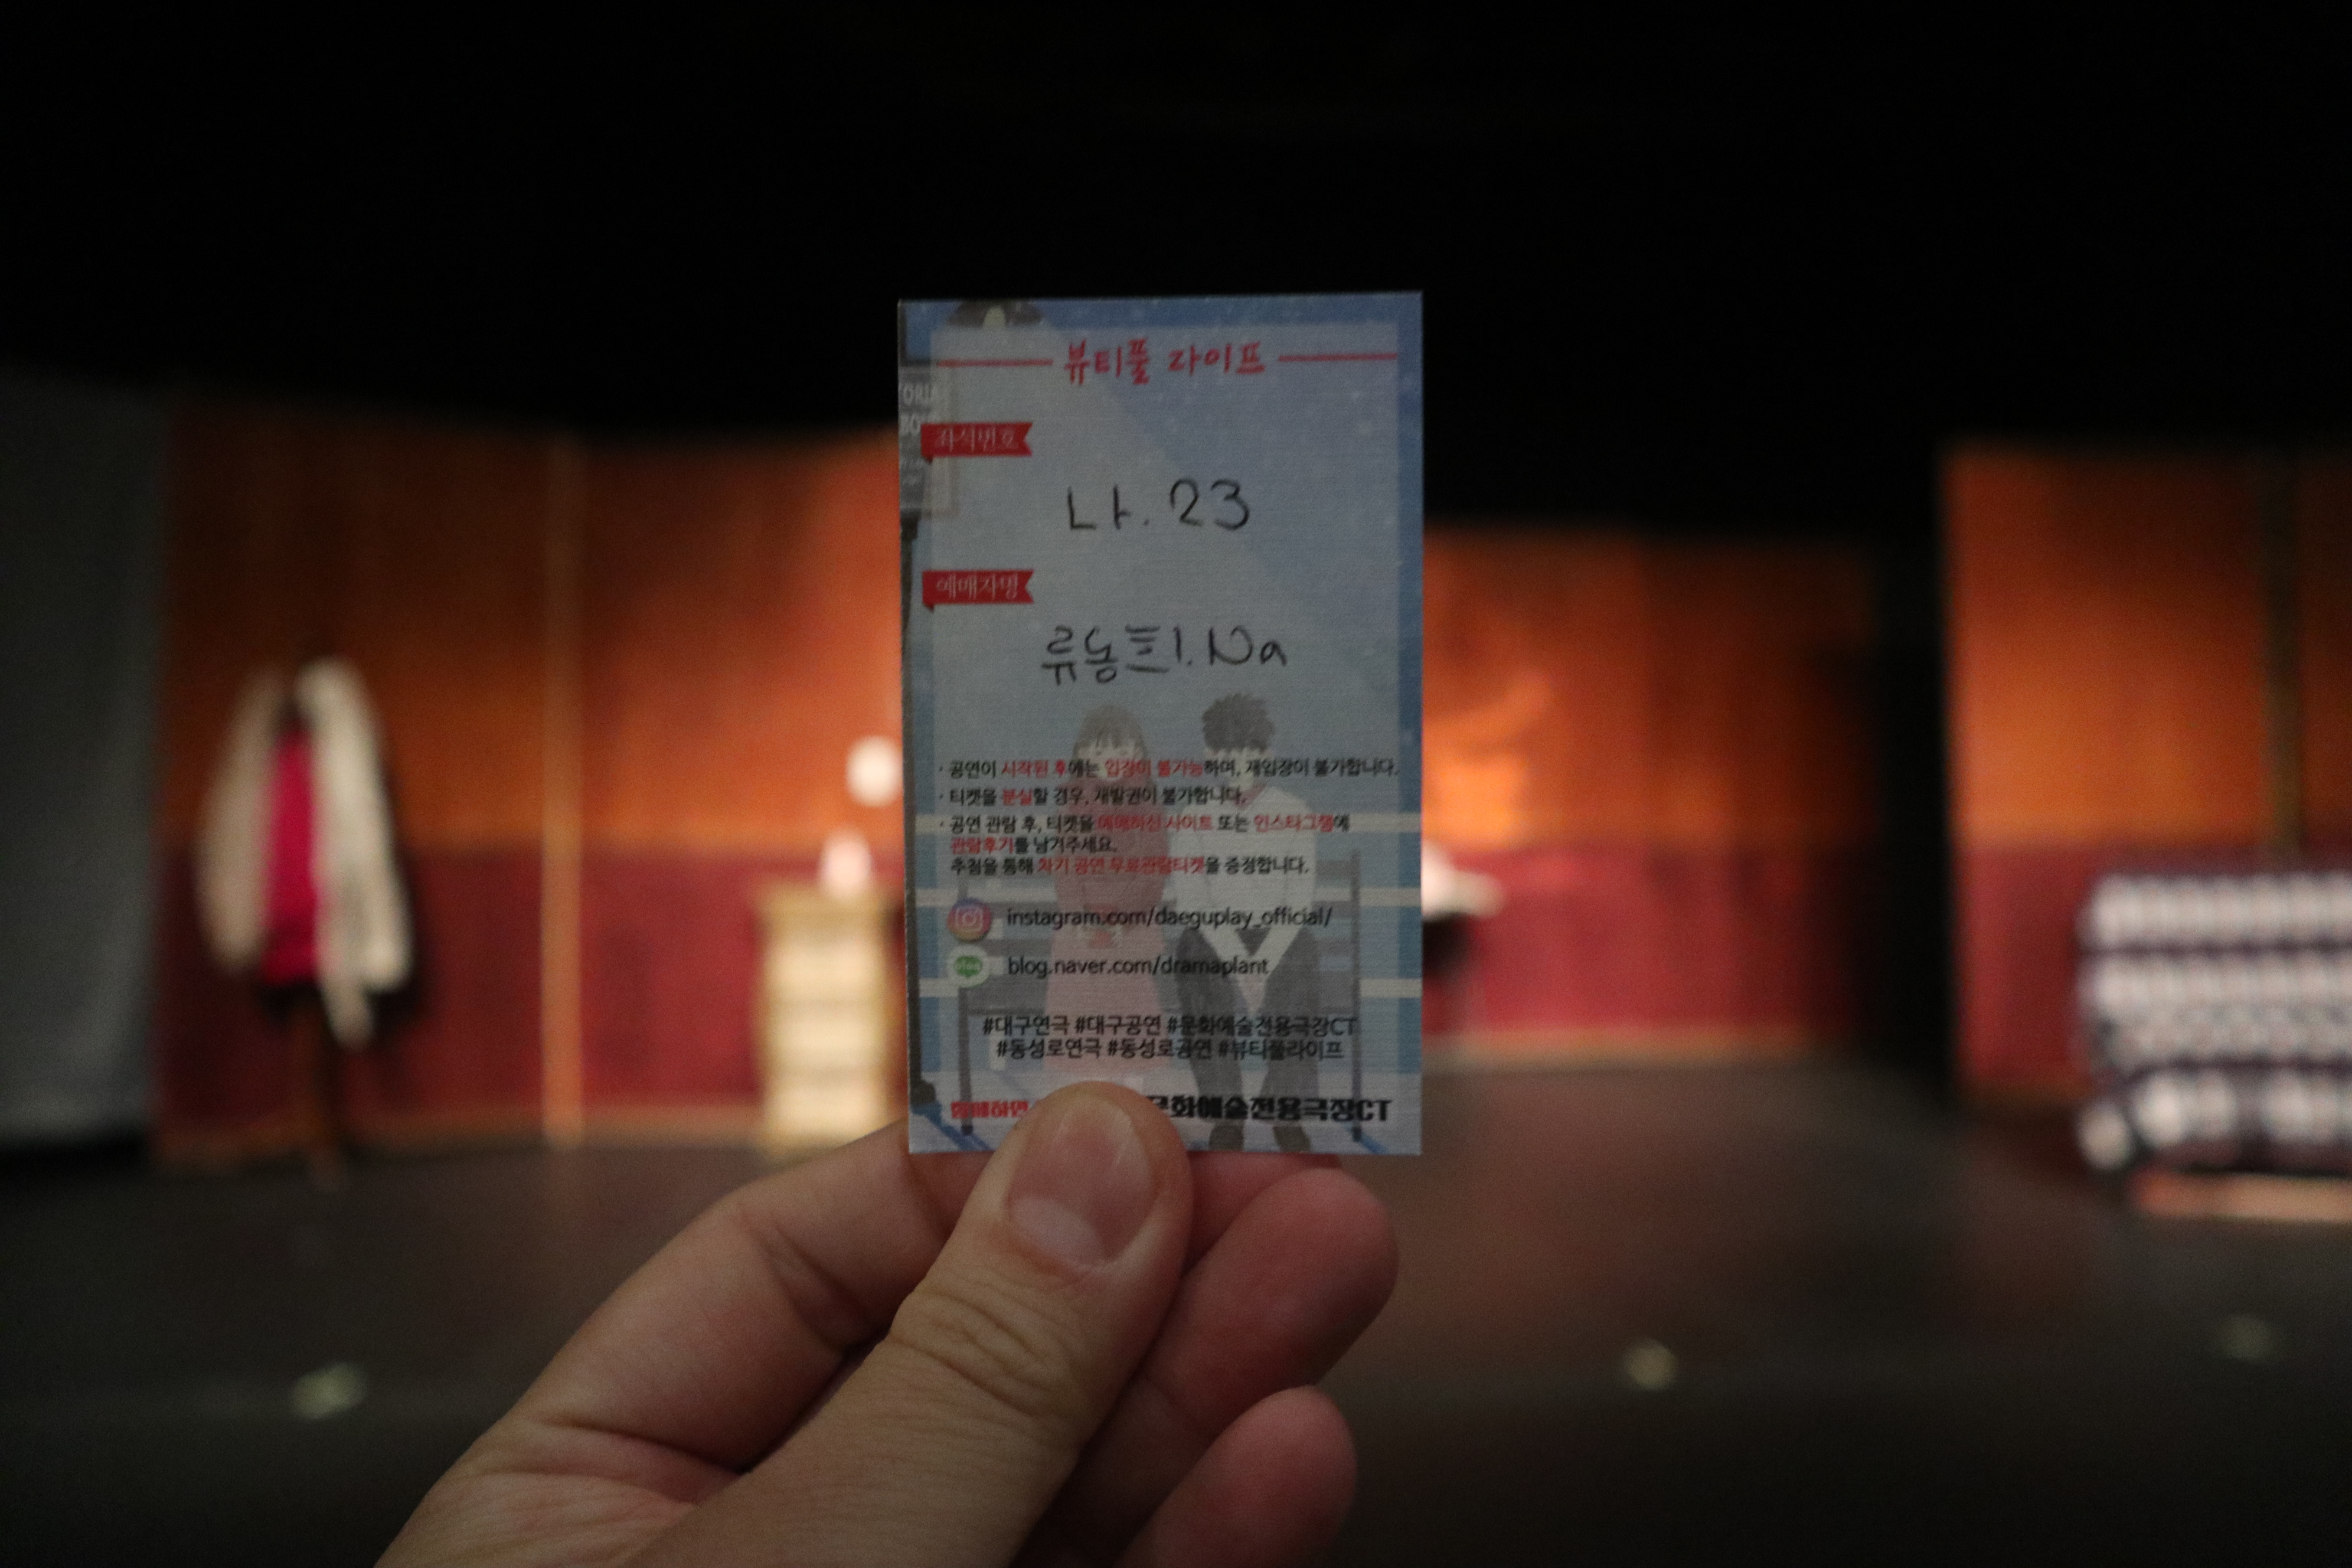 뷰티풀 라이프
좌석번호
나. 23
예매자명
· 공연이 시작된 후에는 입장이 불가능하며, 재입장이 불가합니다.
· 티켓을 분실할 경우, 재발권이 불가합니다.
· 공연 관람 후, 티켓을 예매하신 사이트 또는 인스타그램에
관람후기를 남겨주세요.
추첨을 통해 차기 공연 무료관람티켓을 증정합니다.
instagram.com/daeguplay_official/
blog.naver.com/dramaplant
#대구연극 #대구공연 #문화예술전용극장CT
#동성로연극 #동성로공연 #뷰티풀라이프
함께하면 문화예술전용극장CT